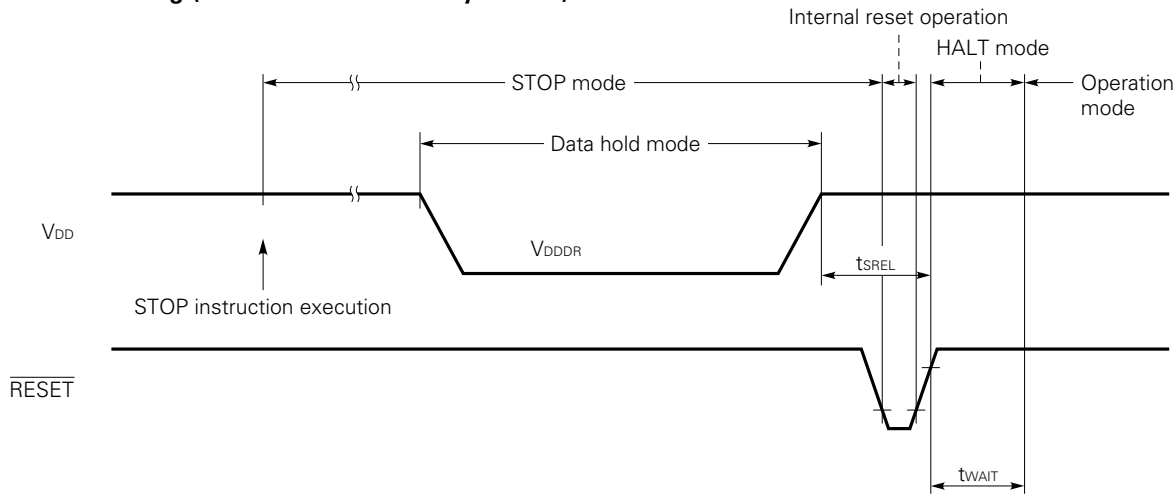 Internal reset operation
HALT mode
STOP mode
Operation
mode
Data hold mode
VDD
VDDDR
tSREL
STOP instruction execution
RESET
tWAIT